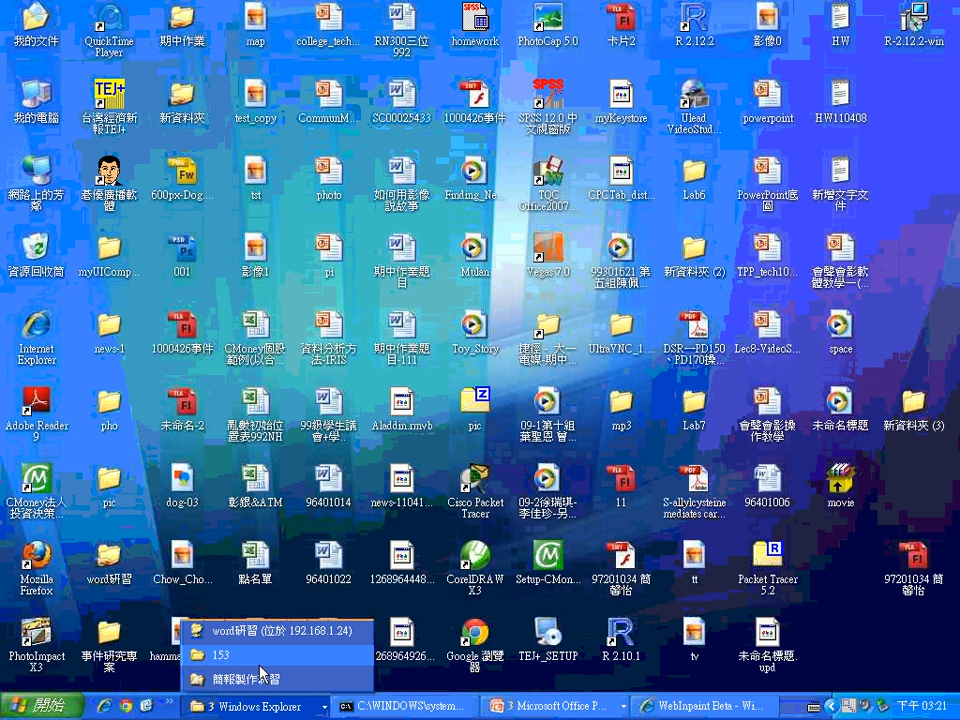 我的文件
QuickTime Player
期中作業
map
college_tech...
RN300三位992
homework
PhotoCap 5.0
卡片2
R 2.12.2
影像0
HW
R-2.12.2-win
我的電腦
台灣經濟新報TEJ+
新資料夾
test_copy
CommunM...
SC00025433
1000426事件
SPSS 12.0 中文視窗版
myKeystore
Ulead VideoStud...
powerpoint
HW110408
網路上的芳鄰
碁優廣播軟體
600px-Dog...
tst
photo
如何用影像說故事
Finding_Ne...
TQC Office2007...
GPCTab_dist...
Lab6
PowerPoint底圖
新增文字文件
資源回收筒
myUIComp...
001
影像1
pi
期中作業題目
Mulan
Vegas 7.0
99301621 第五組陳佩...
新資料夾 (2)
TPP_tech10...
會聲會影軟體教學一(...
Internet Explorer
news-1
1000426事件
CMoney個股範例(以台...
資料分析方法-IRIS
期中作業題目-111
Toy_Story
捷徑 - 大一電媒-期中...
UltraVNC_1....
DSR—PD150、PD170操...
Lec8-VideoS...
space
Adobe Reader 9
pho
未命名-2
亂數初始位置表992NH
99級學生議會+學...
Aladdin.rmvb
pic
09-1第十組葉聖恩 曾...
mp3
Lab7
會聲會影操作教學
未命名標題
新資料夾 (3)
CMoney法人投資決策...
pic
dog-03
彰銀&ATM
96401014
news-11041...
Cisco Packet Tracer
09-2徐瑞琪-李佳珍-另...
11
S-allylcysteine mediates car...
96401006
movie
Mozilla Firefox
word研習
Chow_Cho...
點名單
96401022
1268964448...
CorelDRAW X3
Setup-CMon...
97201034 簡馨怡
tt
Packet Tracer 5.2
97201034 簡馨怡
PhotoImpact X3
事件研究專案
hamma
word研習 (位於 192.168.1.24)
153
268964926...
Google 瀏覽器
TEJ+_SETUP
R 2.10.1
tv
未命名標題.upd
開始
3 Windows Explorer
C:\WINDOWS\system...
3 Microsoft Office P...
WebInpaint Beta - Wi...
下午 03:21